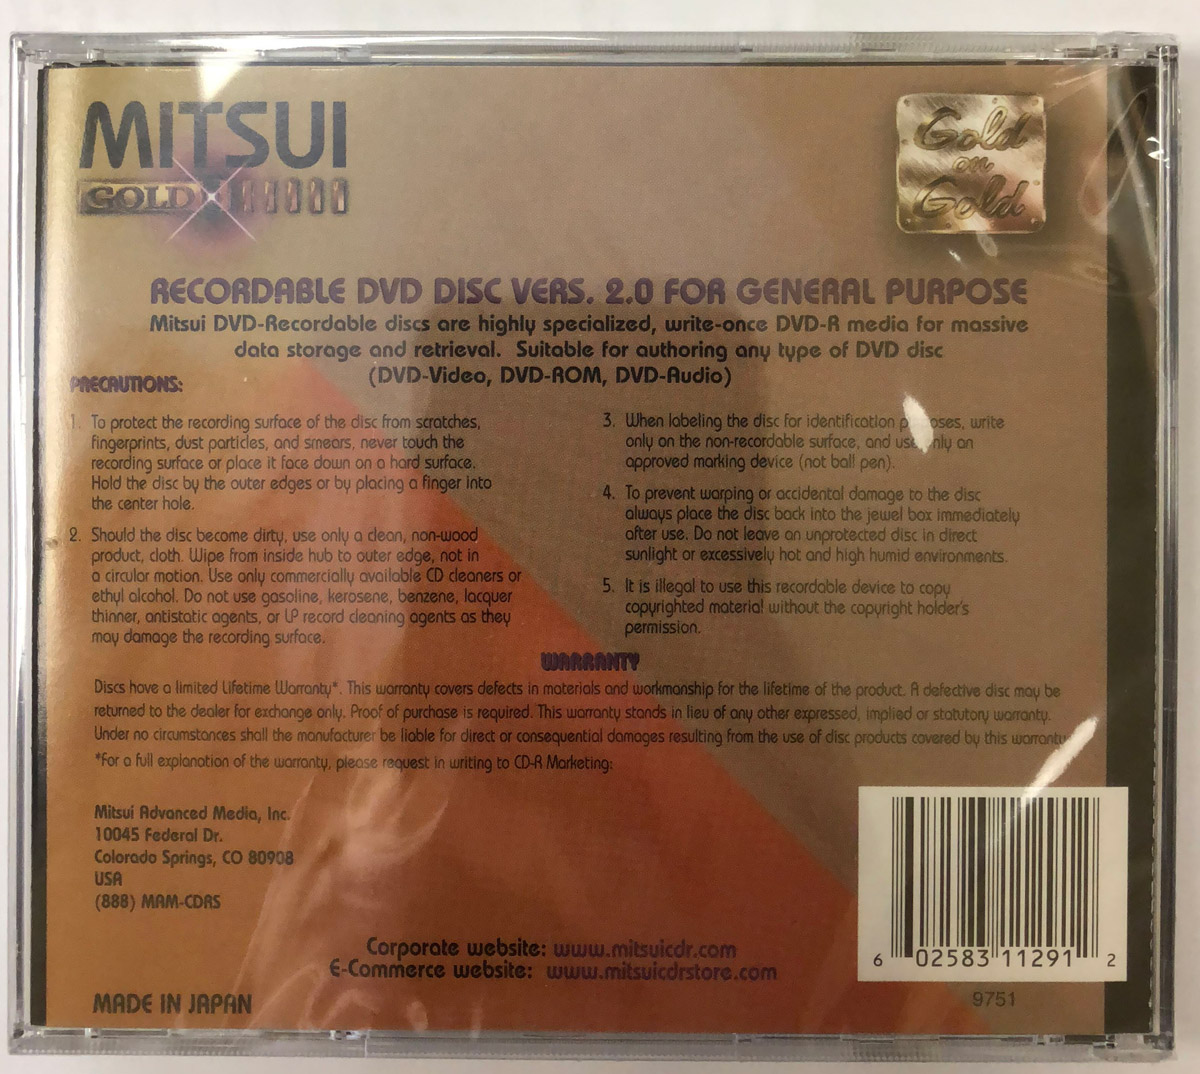 MITSUI
GOLD
Gold
on
Gold
RECORDABLE DVD DISC VERS. 2.0 FOR GENERAL PURPOSE
Mitsui DVD-Recordable discs are highly specialized, write-once DVD-R media for massive
data storage and retrieval. Suitable for authoring any type of DVD disc
(DVD-Video, DVD-ROM, DVD-Audio)
PRECAUTIONS:
1. To protect the recording surface of the disc from scratches,
fingerprints, dust particles, and smears, never touch the
recording surface or place it face down on a hard surface.
Hold the disc by the outer edges or by placing a finger into
the center hole.
2. Should the disc become dirty, use only a clean, non-wood
product, cloth. Wipe from inside hub to outer edge, not in
a circular motion. Use only commercially available CD cleaners or
ethyl alcohol. Do not use gasoline, kerosene, benzene, lacquer
thinner, antistatic agents, or LP record cleaning agents as they
may damage the recording surface.
3. When labeling the disc for identification write
only on the non-recordable surface, and use only an
approved marking device (not ball pen).
4. To prevent warping or accidental damage to the disc
always place the disc back into the jewel box immediately
after use. Do not leave an unprotected disc in direct
sunlight or excessively hot and high humid environments.
5. It is illegal to use this recordable device to copy
copyrighted material without the copyright holder's
permission.
WARRANTY
Discs have a limited Lifetime Warranty*. This warranty covers defects in materials and workmanship for the lifetime of the product. A defective disc may be
returned to the dealer for exchange only. Proof of purchase is required. This warranty stands in lieu of any other expressed, implied or statutory warranty.
Under no circumstances shall the manufacturer be liable for direct or consequential damages resulting from the use of disc products covered by this warranty
*For a full explanation of the warranty, please request in writing to CD-R Marketing:
Mitsui Advanced Media, Inc.
10045 Federal Dr.
Colorado Springs, CO 80908
USA
(888) MAM-CDRS
Corporate website: www.mitsuicdr.com
E-Commerce website: www.mitsuicdrstore.com
MADE IN JAPAN
6 02583 11291 2
9751